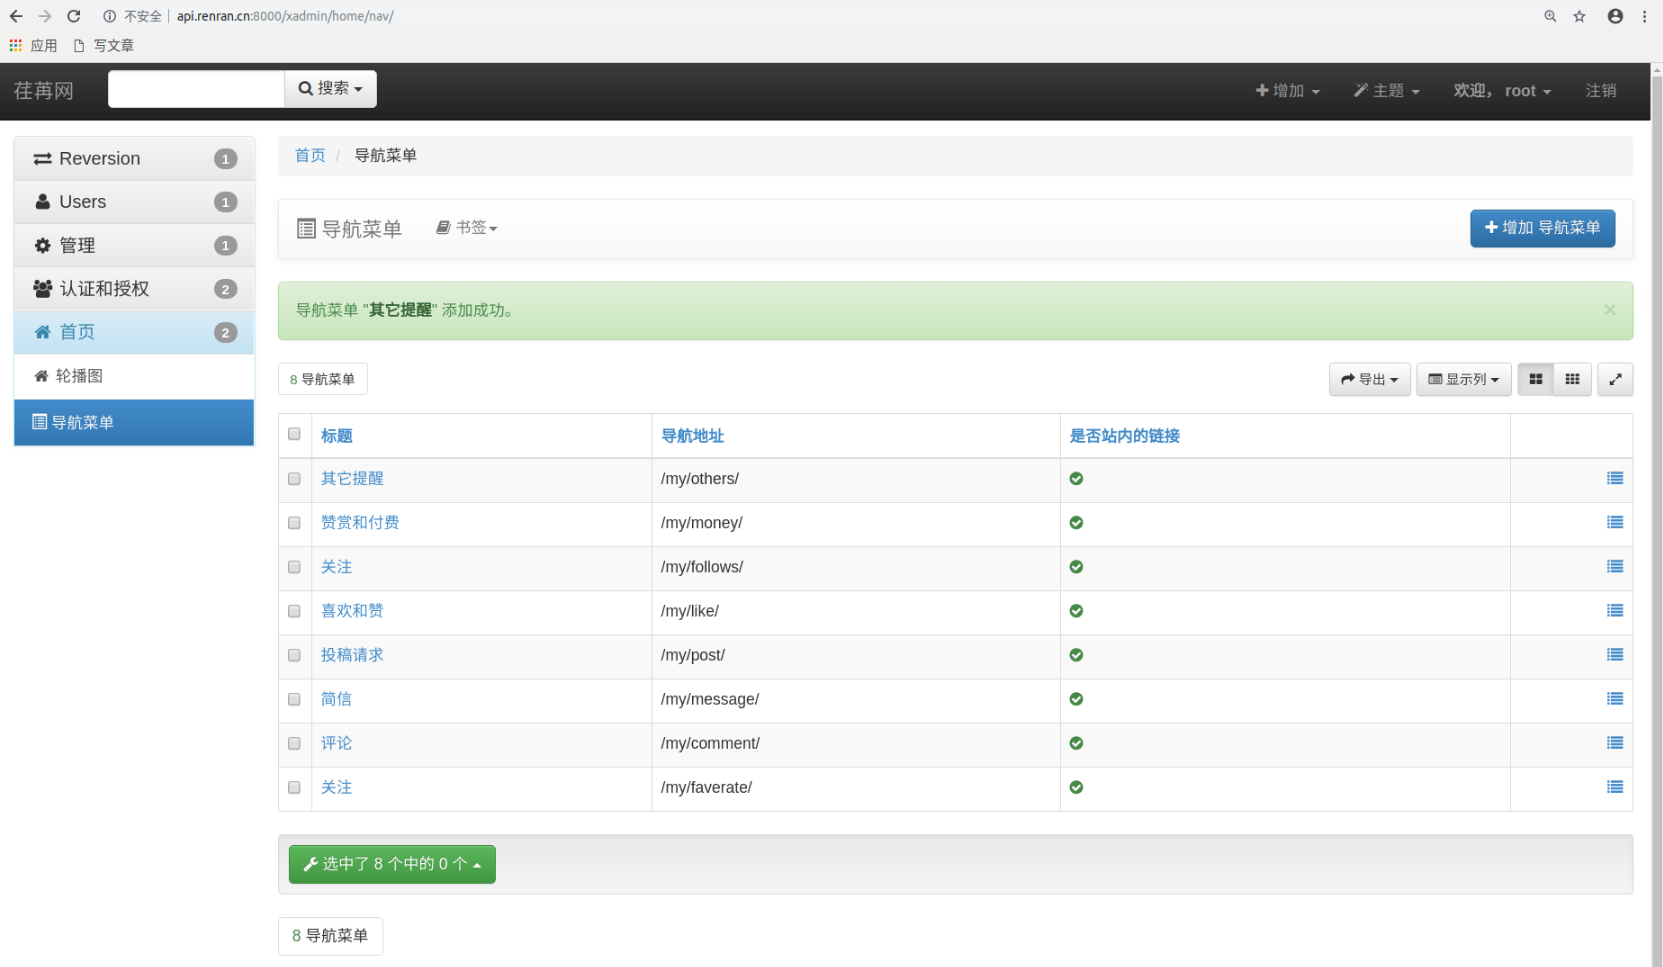 不安全 | api.renran.cn:8000/xadmin/home/nav/
应用 写文章
荏苒网 搜索 增加 主题 欢迎， root 注销
Reversion 1
Users 1
管理 1
认证和授权 2
首页 2
轮播图
导航菜单
首页 / 导航菜单
导航菜单 书签 增加 导航菜单
导航菜单 "其它提醒" 添加成功。 ×
8 导航菜单 导出 显示列
标题 导航地址 是否站内的链接
其它提醒 /my/others/
赞赏和付费 /my/money/
关注 /my/follows/
喜欢和赞 /my/like/
投稿请求 /my/post/
简信 /my/message/
评论 /my/comment/
关注 /my/faverate/
选中了 8 个中的 0 个
8 导航菜单